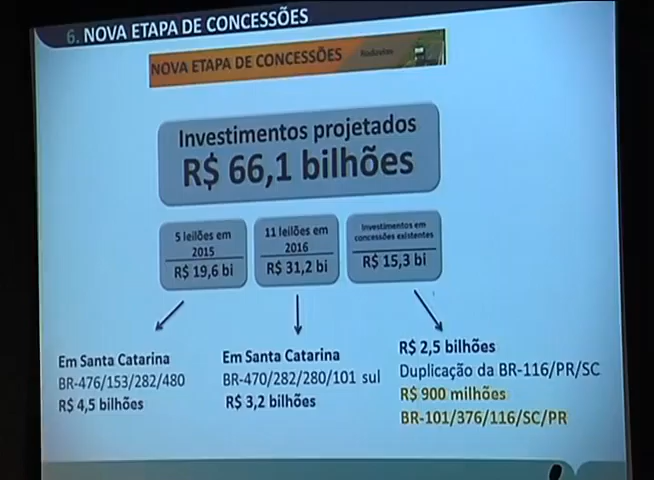 6. NOVA ETAPA DE CONCESSÕES
NOVA ETAPA DE CONCESSÕES
Rodovias
Investimentos projetados
R$ 66,1 bilhões
5 leilões em
2015
R$ 19,6 bi
11 leilões em
2016
R$ 31,2 bi
Investimentos em
concessões existentes
R$ 15,3 bi
Em Santa Catarina
BR-476/153/282/480
R$ 4,5 bilhões
Em Santa Catarina
BR-470/282/280/101 sul
R$ 3,2 bilhões
R$ 2,5 bilhões
Duplicação da BR-116/PR/SC
R$ 900 milhões
BR-101/376/116/SC/PR